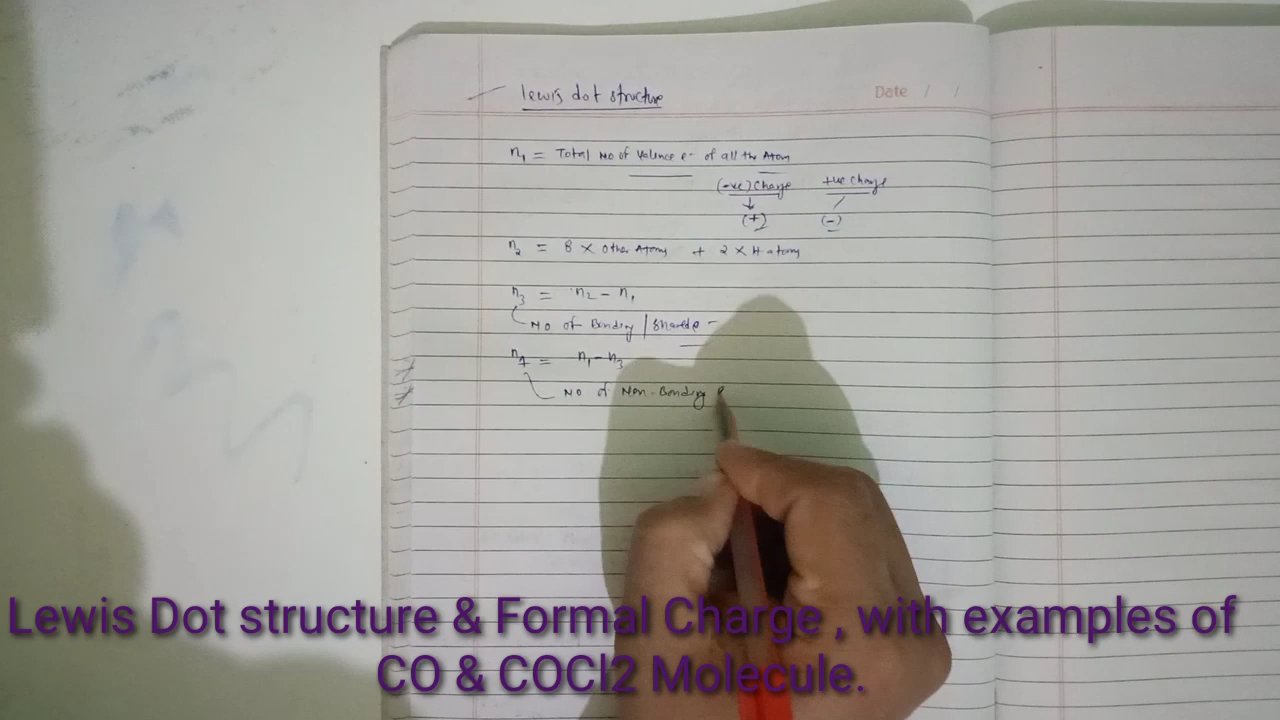 Lewis dot structure
Date / /
n1 = Total No of Valence e- of all the Atom
(-ve) Charge +ve Charge
↓
(+) (-)
n2 = 8 × Other Atoms + 2 × H atoms
n3 = n2 - n1
No of Bonding / Shared e-
n4 = n1 - n3
No of Non-Bonding e
Lewis Dot structure & Formal Charge , with examples of
CO & COCl2 Molecule.